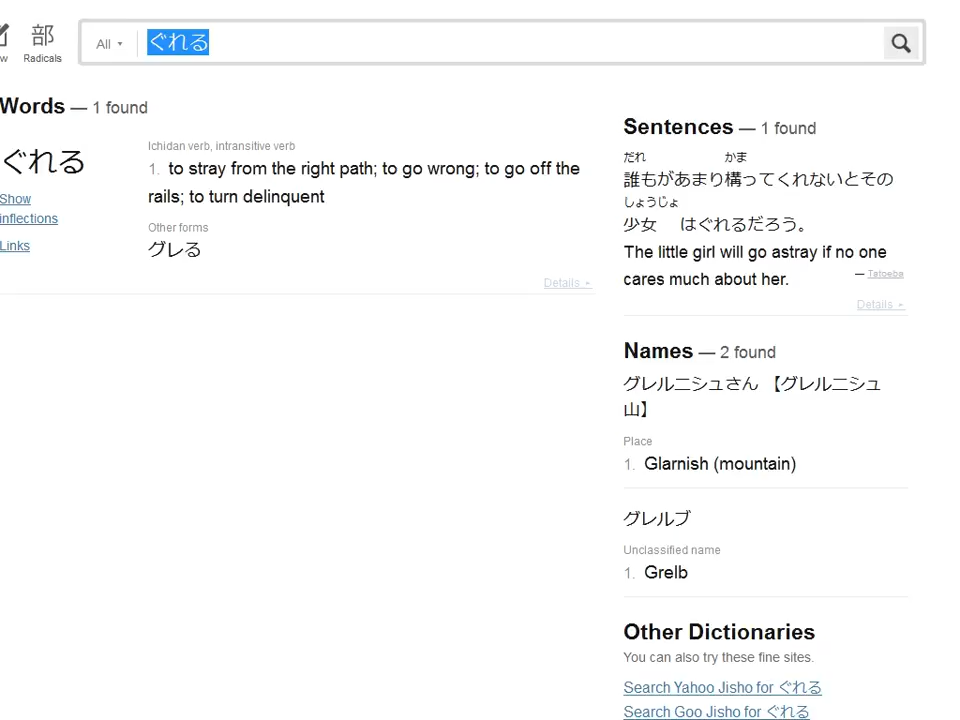 部
Radicals
All
ぐれる
Words — 1 found
ぐれる
Show
inflections
Links
Ichidan verb, intransitive verb
1. to stray from the right path; to go wrong; to go off the
rails; to turn delinquent
Other forms
グレる
Details ▸
Sentences — 1 found
だれ かま
誰もがあまり構ってくれないとその
しょうじょ
少女 はぐれるだろう。
The little girl will go astray if no one
cares much about her.
— Tatoeba
Details ▸
Names — 2 found
グレルニシュさん 【グレルニシュ
山】
Place
1. Glarnish (mountain)
グレルブ
Unclassified name
1. Grelb
Other Dictionaries
You can also try these fine sites.
Search Yahoo Jisho for ぐれる
Search Goo Jisho for ぐれる